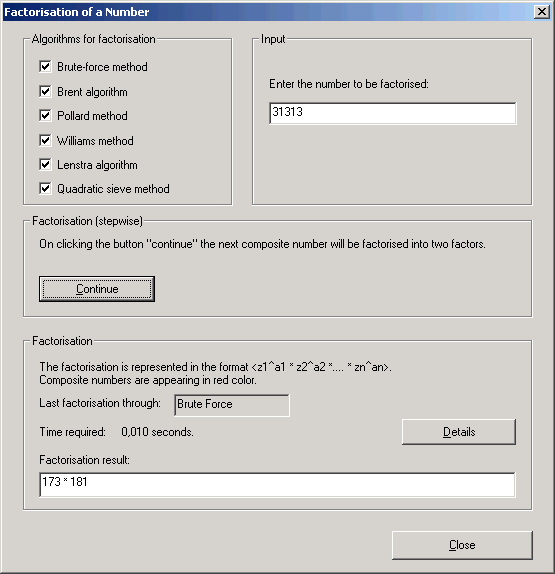 Factorisation of a Number
Algorithms for factorisation
Brute-force method
Brent algorithm
Pollard method
Williams method
Lenstra algorithm
Quadratic sieve method
Input
Enter the number to be factorised:
31313
Factorisation (stepwise)
On clicking the button "continue" the next composite number will be factorised into two factors.
Continue
Factorisation
The factorisation is represented in the format <z1^a1 * z2^a2 *.... * zn^an>.
Composite numbers are appearing in red color.
Last factorisation through: Brute Force
Time required: 0,010 seconds.
Details
Factorisation result:
173 * 181
Close